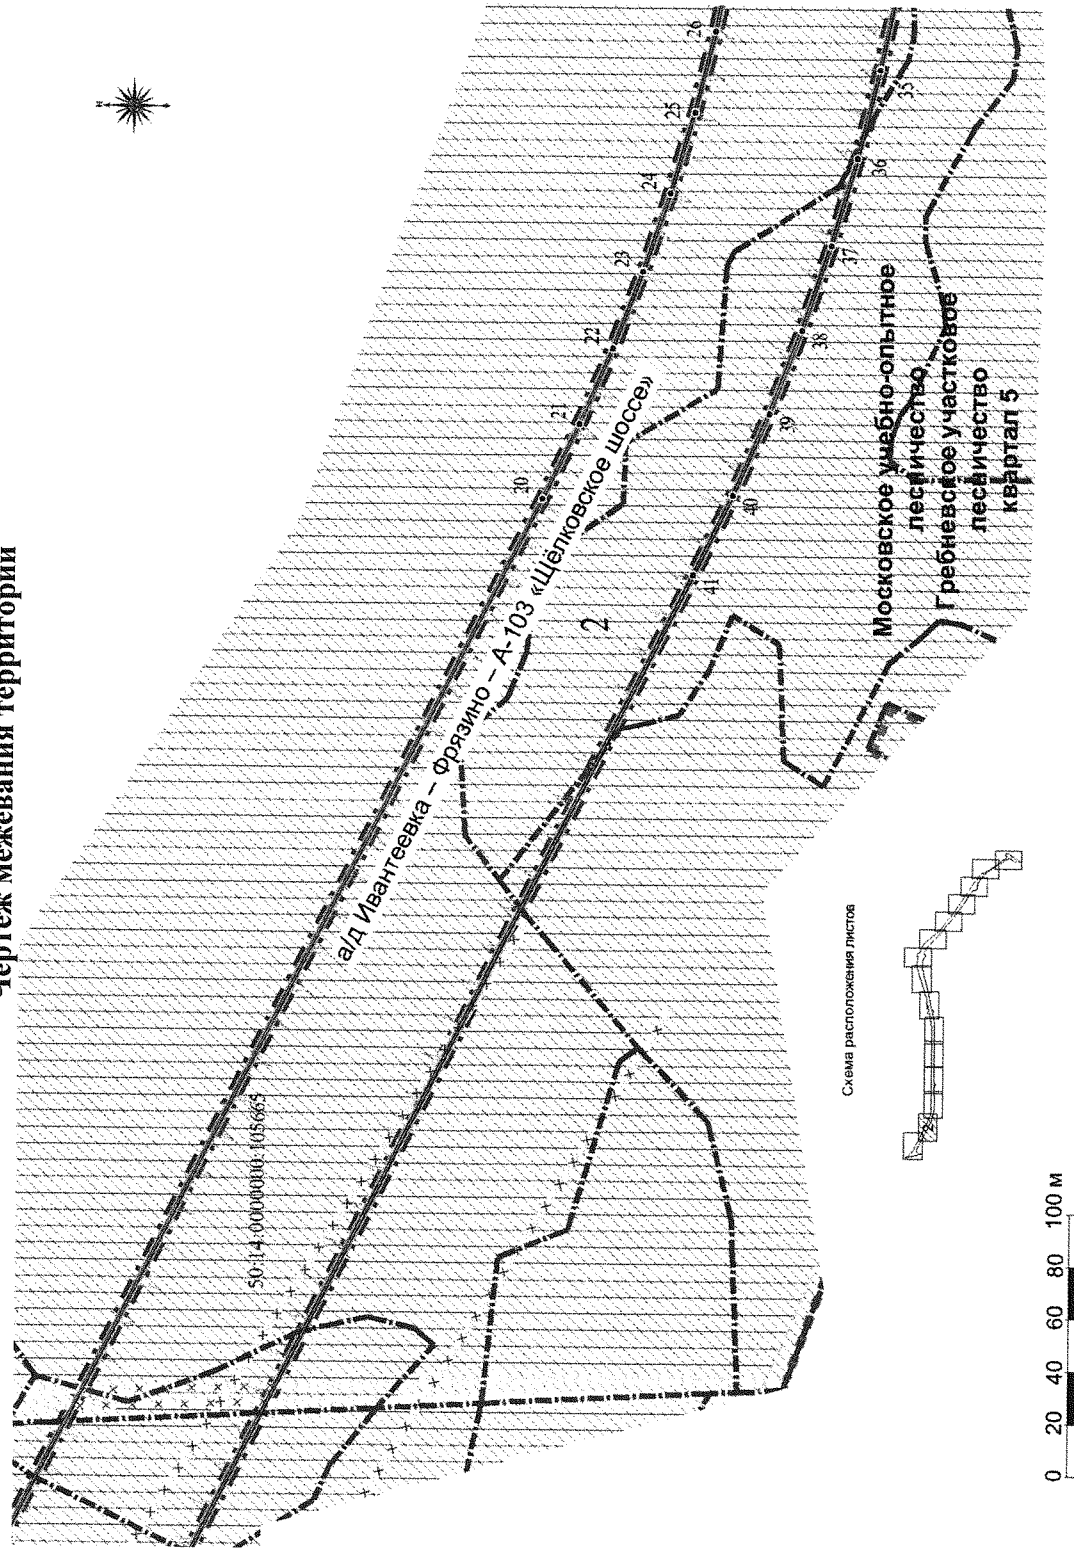 Чертеж межевания территории
26
25
24
23
22
21
20
35
36
37
38
39
40
41
а/д Ивантеевка – Фрязино – А-103 «Щёлковское шоссе»
2
50:14:0000000:105665
Московское учебно-опытное
лесничество
Гребневское участковое
лесничество
квартал 5
Схема расположения листов
2
0 20 40 60 80 100 м